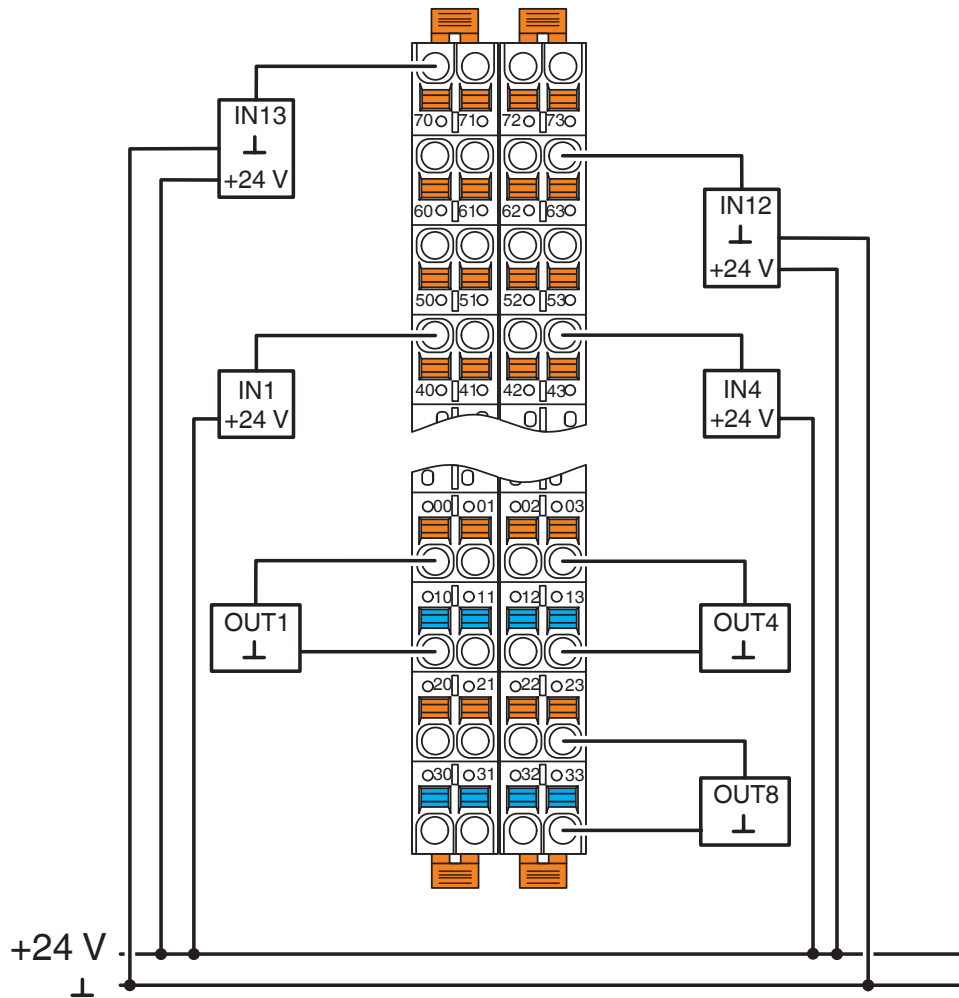 IN13
⊥
+24 V
70 71 72 73
60 61 62 63
IN12
⊥
+24 V
50 51 52 53
IN1
+24 V
40 41 42 43
IN4
+24 V
00 01 02 03
OUT1
⊥
10 11 12 13
OUT4
⊥
20 21 22 23
30 31 32 33
OUT8
⊥
+24 V
⊥